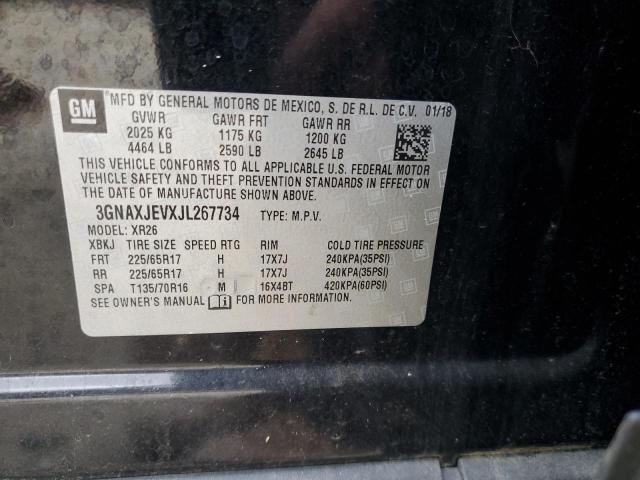 GM MFD BY GENERAL MOTORS DE MEXICO, S. DE R.L. DE C.V. 01/18
GVWR GAWR FRT GAWR RR
2025 KG 1175 KG 1200 KG
4464 LB 2590 LB 2645 LB
THIS VEHICLE CONFORMS TO ALL APPLICABLE U.S. FEDERAL MOTOR
VEHICLE SAFETY AND THEFT PREVENTION STANDARDS IN EFFECT ON
THE DATE OF MANUFACTURE SHOWN ABOVE.
3GNAXJEVXJL267734 TYPE: M.P.V.
MODEL: XR26
XBKJ TIRE SIZE SPEED RTG RIM COLD TIRE PRESSURE
FRT 225/65R17 H 17X7J 240KPA(35PSI)
RR 225/65R17 H 17X7J 240KPA(35PSI)
SPA T135/70R16 M 16X4BT 420KPA(60PSI)
SEE OWNER'S MANUAL FOR MORE INFORMATION.